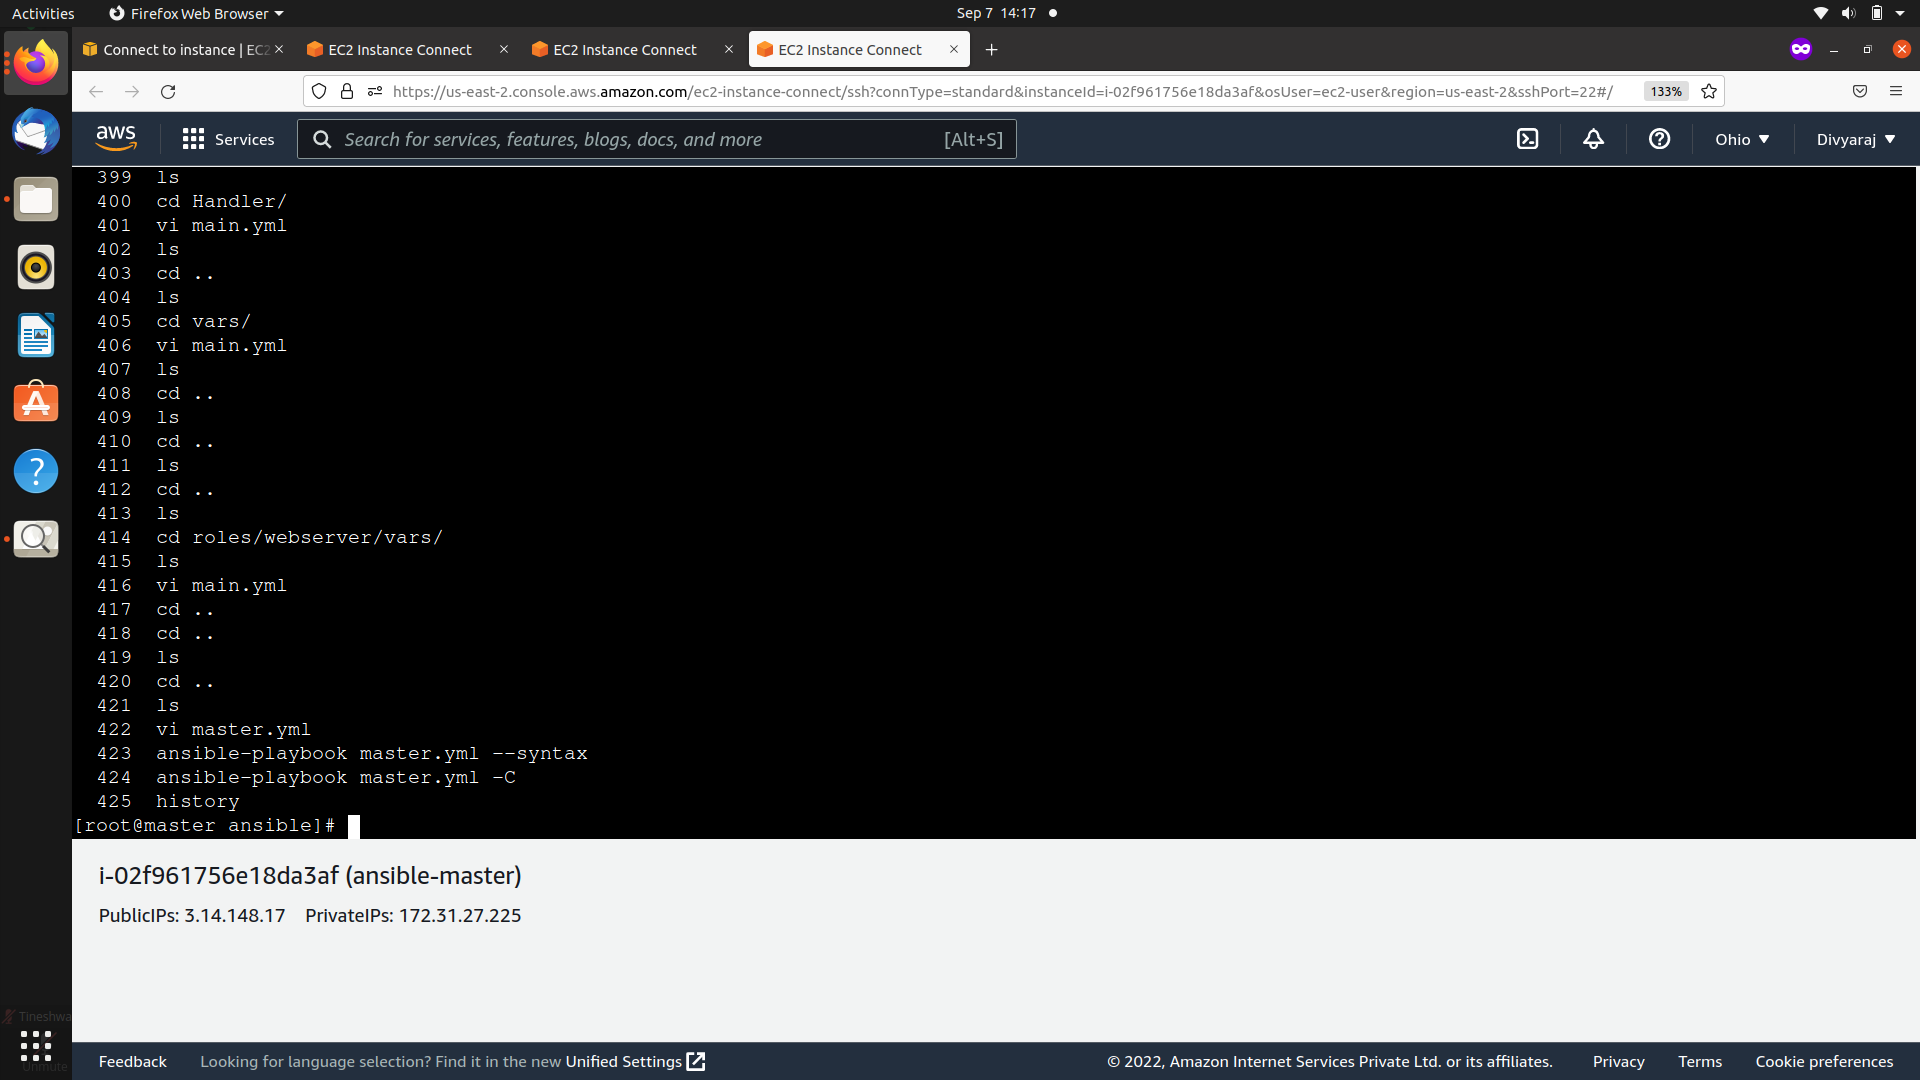 Activities
Firefox Web Browser
Sep 7 14:17
Connect to instance | EC2
EC2 Instance Connect
EC2 Instance Connect
EC2 Instance Connect
https://us-east-2.console.aws.amazon.com/ec2-instance-connect/ssh?connType=standard&instanceId=i-02f961756e18da3af&osUser=ec2-user&region=us-east-2&sshPort=22#/
133%
aws
Services
Search for services, features, blogs, docs, and more
[Alt+S]
Ohio
Divyaraj
399 ls
400 cd Handler/
401 vi main.yml
402 ls
403 cd ..
404 ls
405 cd vars/
406 vi main.yml
407 ls
408 cd ..
409 ls
410 cd ..
411 ls
412 cd ..
413 ls
414 cd roles/webserver/vars/
415 ls
416 vi main.yml
417 cd ..
418 cd ..
419 ls
420 cd ..
421 ls
422 vi master.yml
423 ansible-playbook master.yml --syntax
424 ansible-playbook master.yml -C
425 history
[root@master ansible]#
i-02f961756e18da3af (ansible-master)
PublicIPs: 3.14.148.17 PrivateIPs: 172.31.27.225
Tineshwa
Unmute
Feedback
Looking for language selection? Find it in the new Unified Settings
© 2022, Amazon Internet Services Private Ltd. or its affiliates.
Privacy
Terms
Cookie preferences